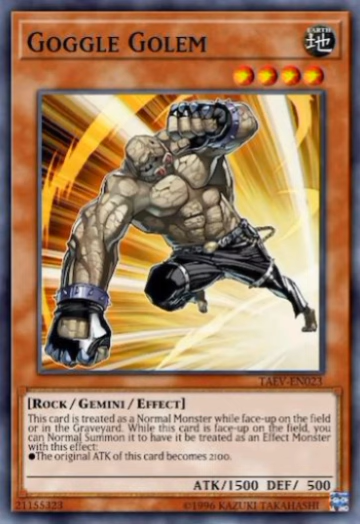 GOGGLE GOLEM
EARTH
地
TAEV-EN023
[ROCK / GEMINI / EFFECT]
This card is treated as a Normal Monster while face-up on the field
or in the Graveyard. While this card is face-up on the field, you
can Normal Summon it to have it be treated as an Effect Monster
with this effect:
●The original ATK of this card becomes 2100.
ATK/1500 DEF/ 500
21155323
©1996 KAZUKI TAKAHASHI